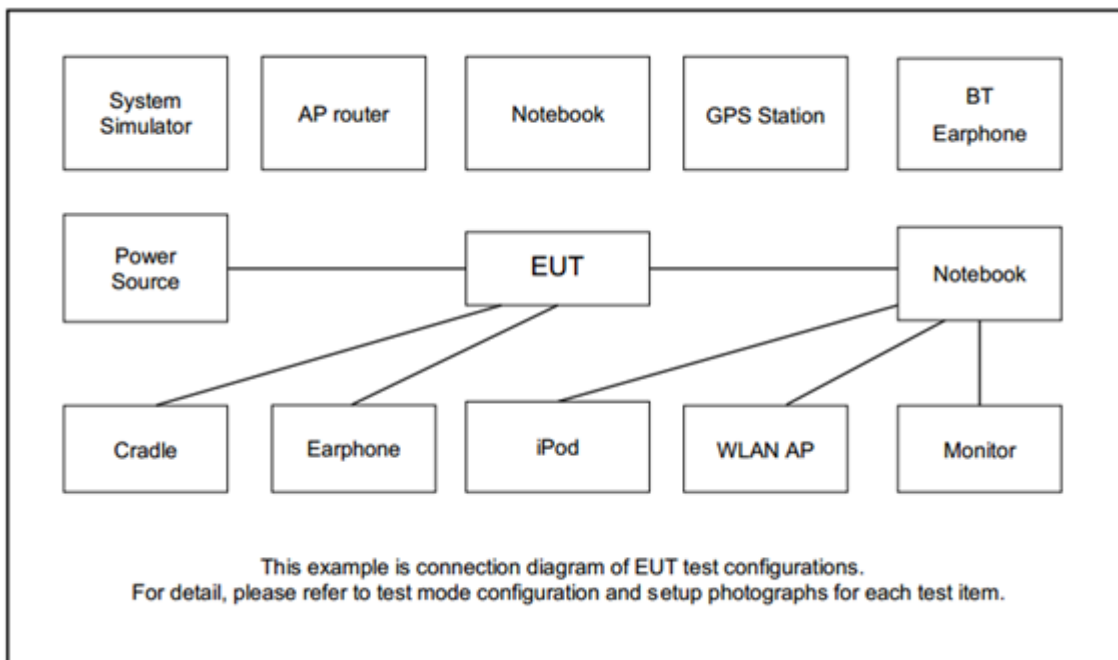 System
Simulator
AP router
Notebook
GPS Station
BT
Earphone
Power
Source
EUT
Notebook
Cradle
Earphone
iPod
WLAN AP
Monitor
This example is connection diagram of EUT test configurations.
For detail, please refer to test mode configuration and setup photographs for each test item.